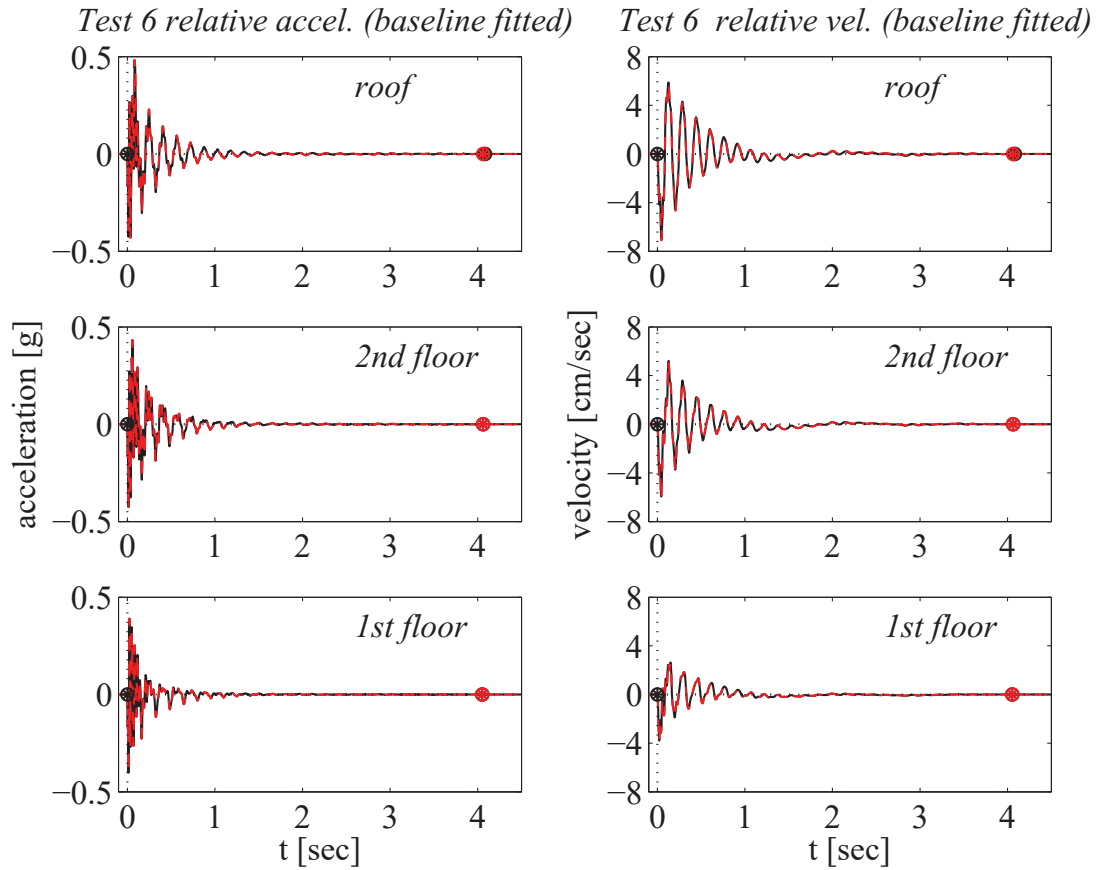 Test 6 relative accel. (baseline fitted)
Test 6 relative vel. (baseline fitted)
0.5
0
−0.5
roof
0 1 2 3 4
8
4
0
−4
−8
roof
0 1 2 3 4
acceleration [g]
0.5
0
−0.5
2nd floor
0 1 2 3 4
velocity [cm/sec]
8
4
0
−4
−8
2nd floor
0 1 2 3 4
0.5
0
−0.5
1st floor
0 1 2 3 4
t [sec]
8
4
0
−4
−8
1st floor
0 1 2 3 4
t [sec]